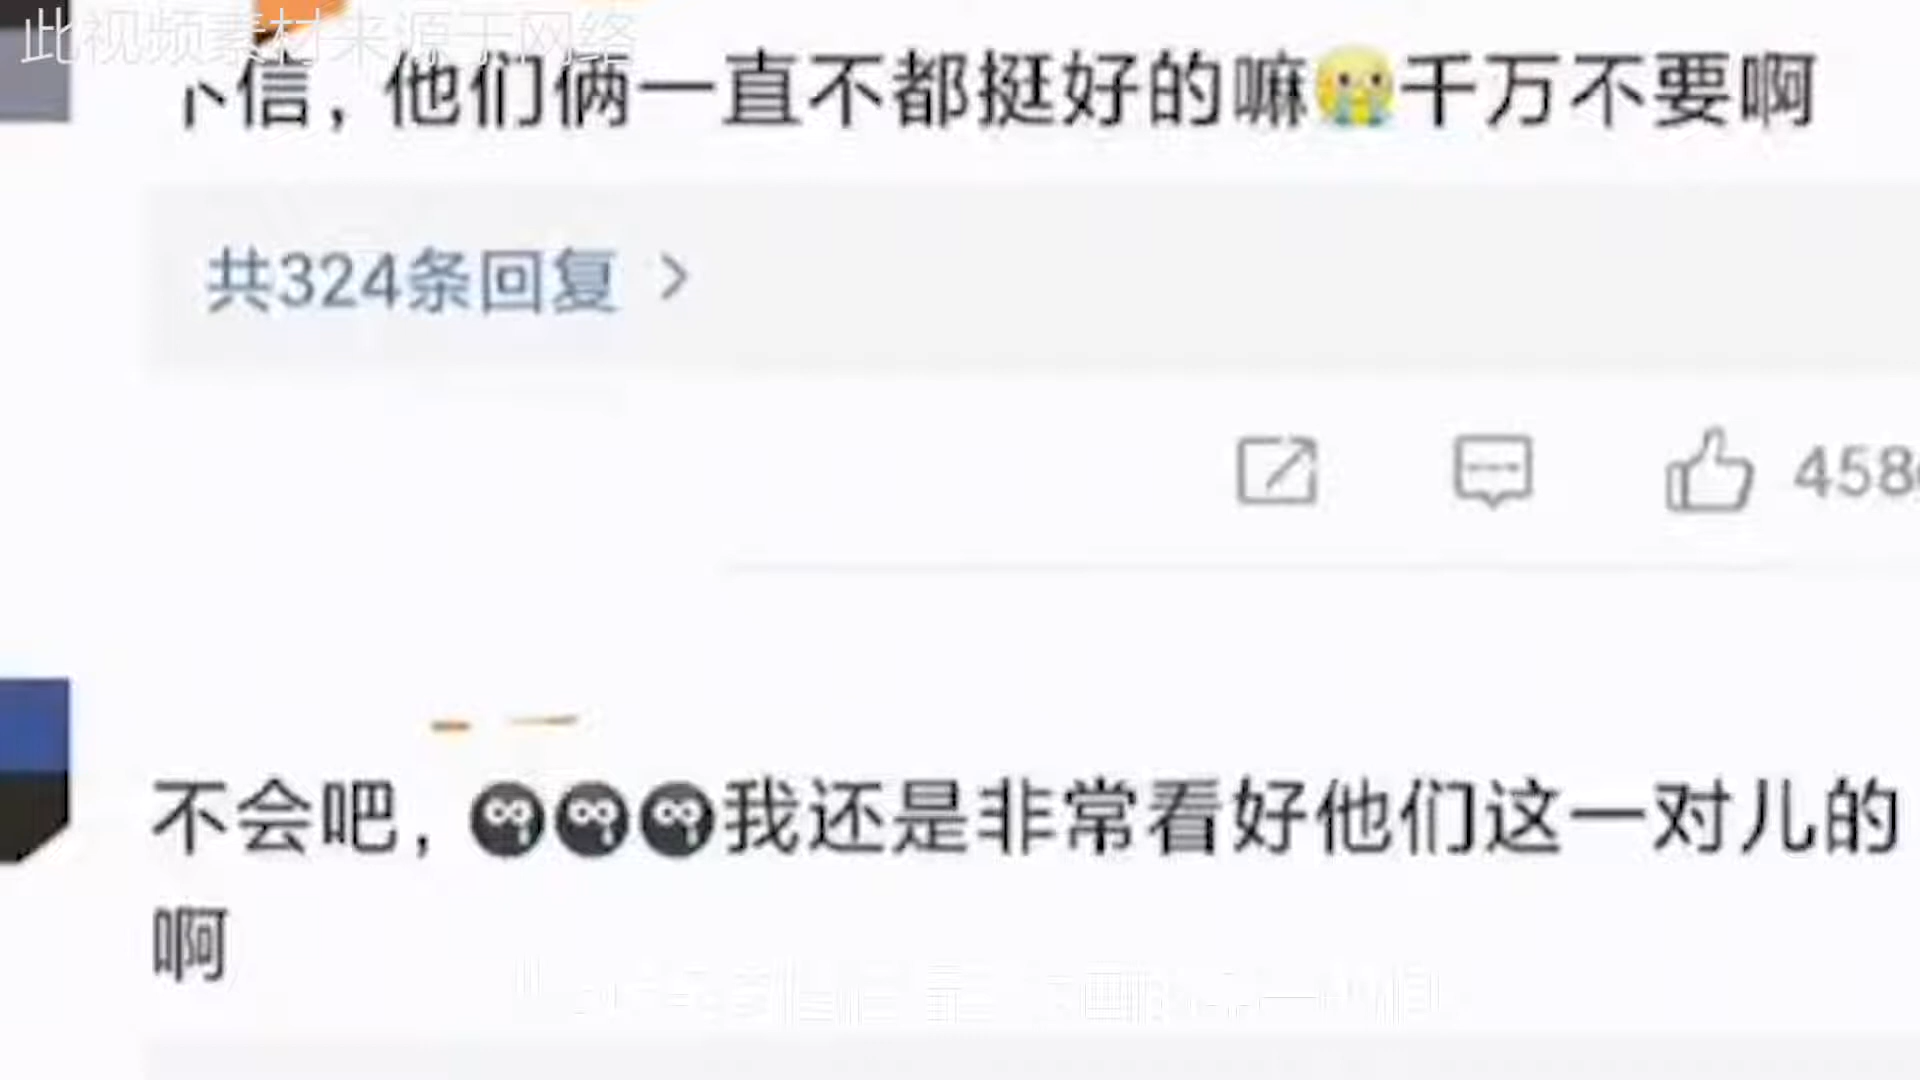 此视频素材来源于网络
信，他们俩一直不都挺好的嘛😭千万不要啊
共324条回复 >
458
不会吧，我还是非常看好他们这一对儿的
啊